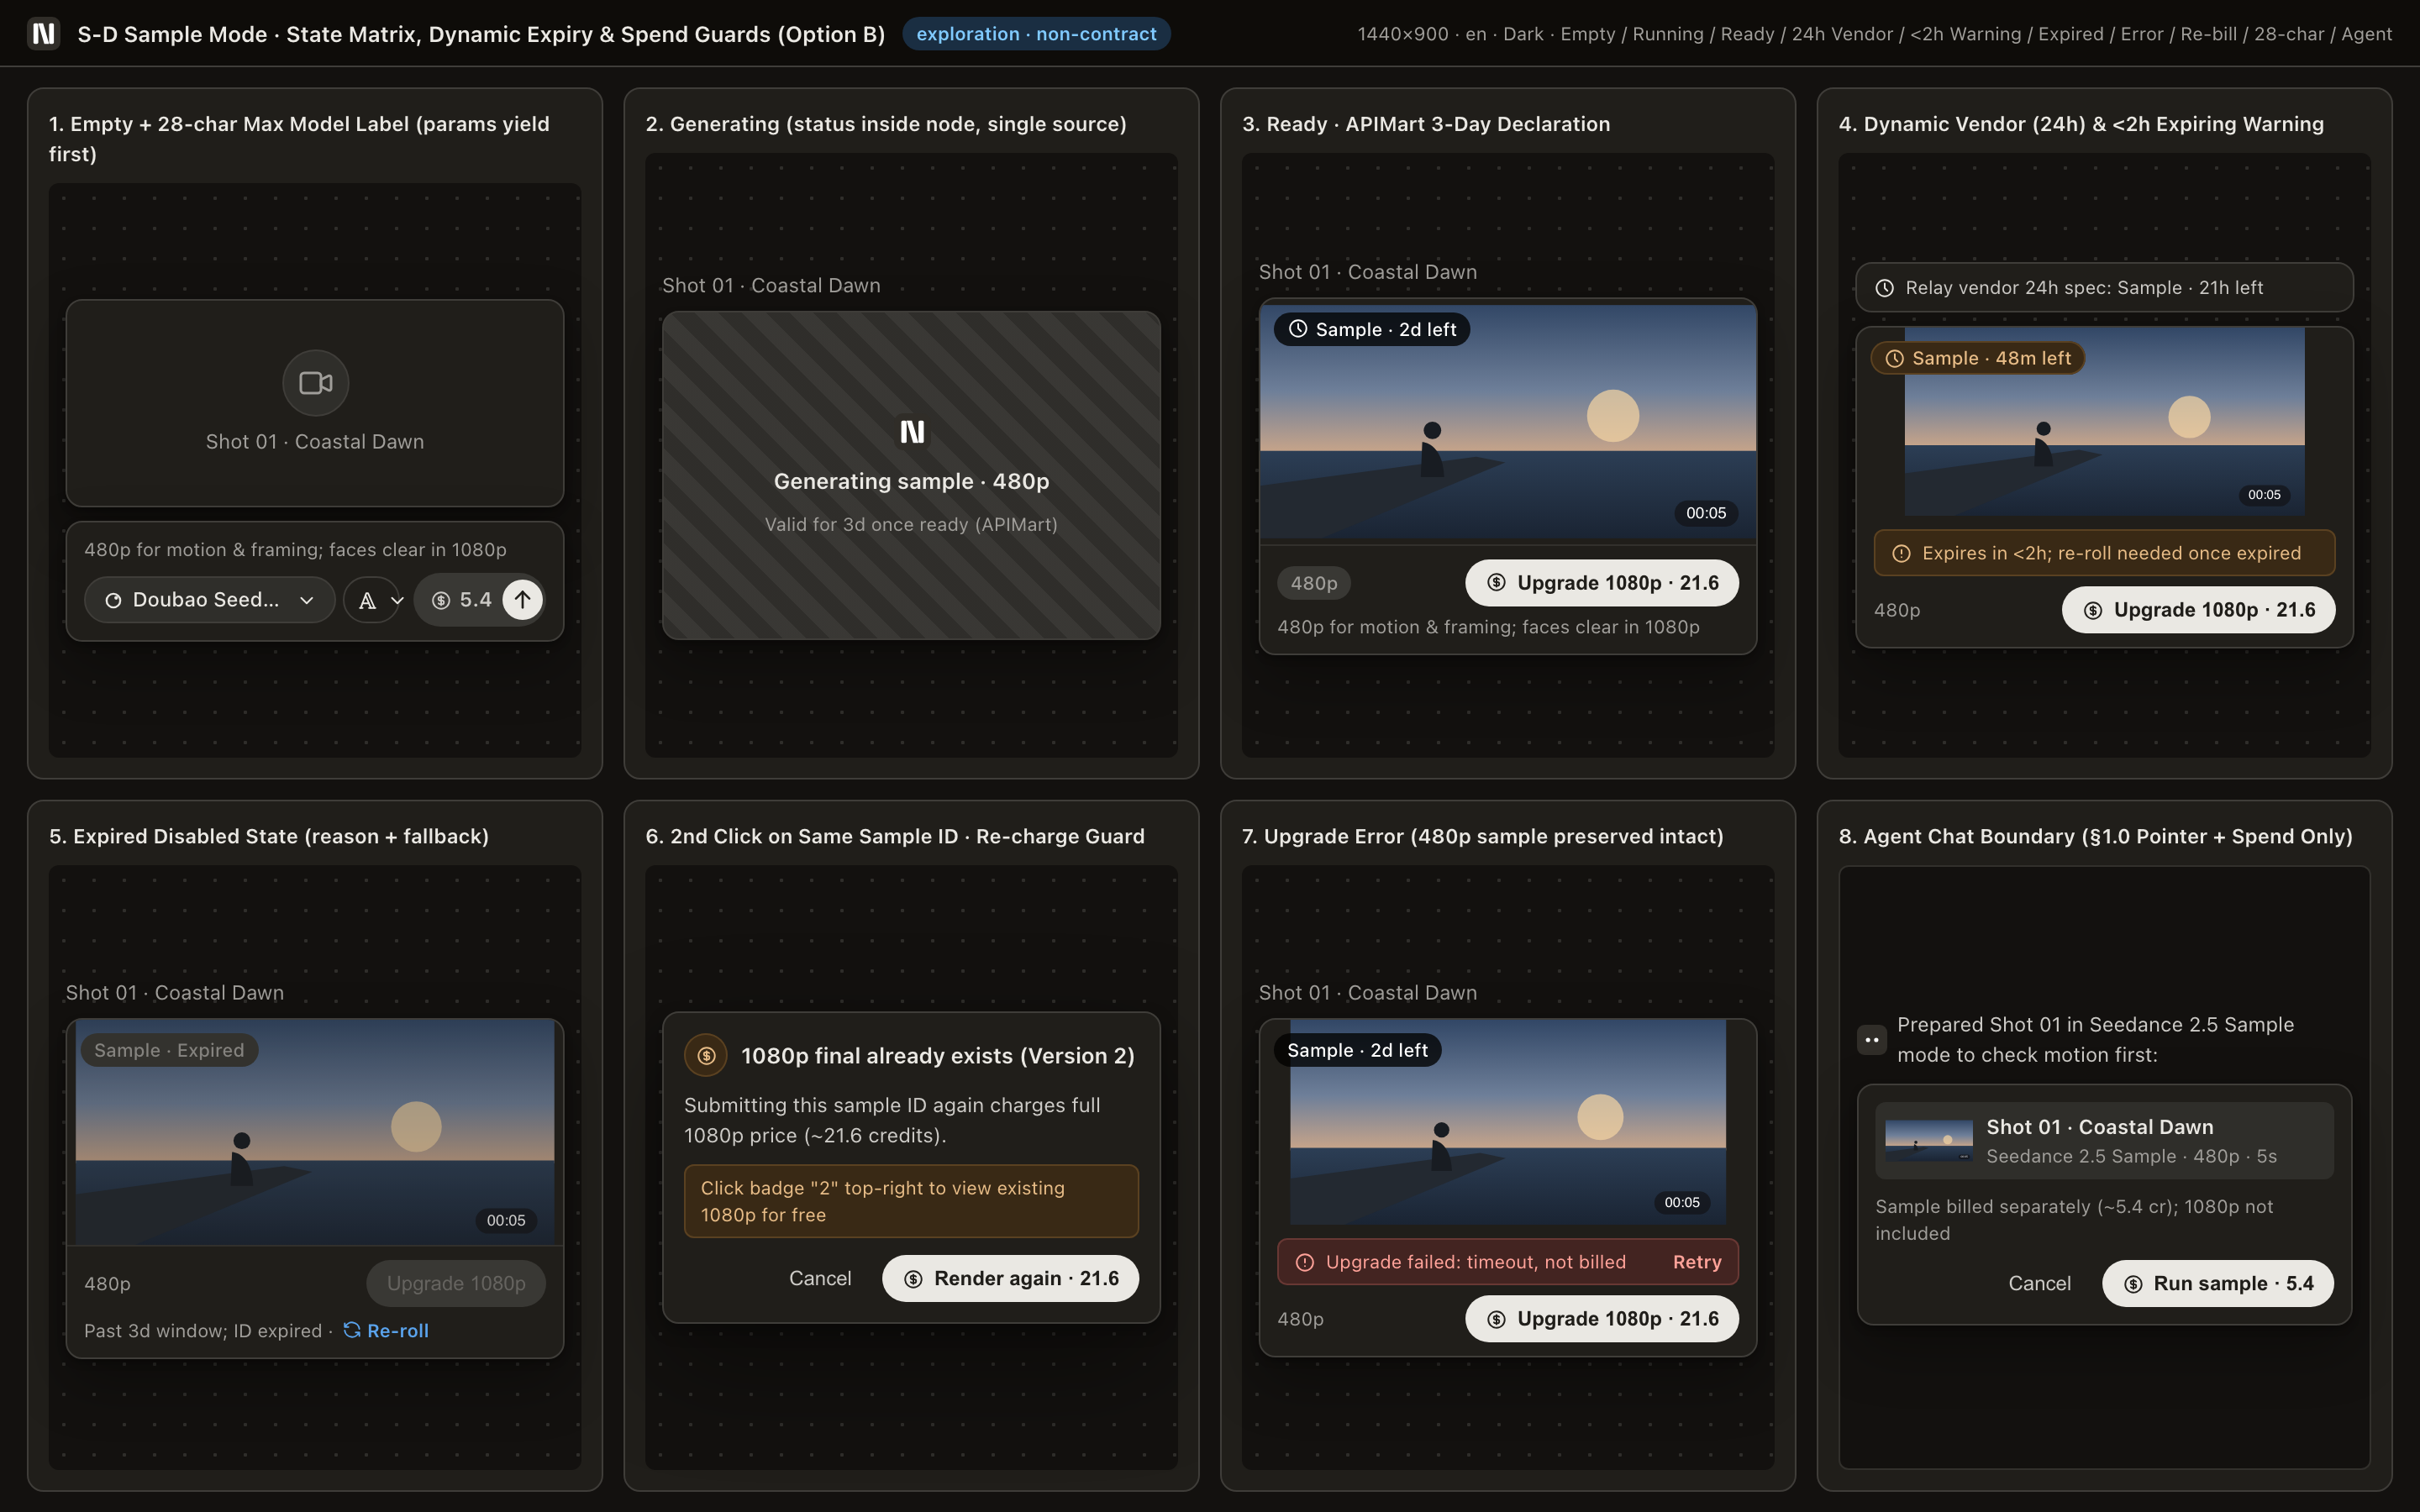 S-D Sample Mode · State Matrix, Dynamic Expiry & Spend Guards (Option B)
exploration · non-contract
1440×900 · en · Dark · Empty / Running / Ready / 24h Vendor / <2h Warning / Expired / Error / Re-bill / 28-char / Agent
1. Empty + 28-char Max Model Label (params yield
first)
Shot 01 · Coastal Dawn
480p for motion & framing; faces clear in 1080p
Doubao Seed...
5.4
2. Generating (status inside node, single source)
Shot 01 · Coastal Dawn
Generating sample · 480p
Valid for 3d once ready (APIMart)
3. Ready · APIMart 3-Day Declaration
Shot 01 · Coastal Dawn
Sample · 2d left
00:05
480p
Upgrade 1080p · 21.6
480p for motion & framing; faces clear in 1080p
4. Dynamic Vendor (24h) & <2h Expiring Warning
Relay vendor 24h spec: Sample · 21h left
Sample · 48m left
00:05
Expires in <2h; re-roll needed once expired
480p
Upgrade 1080p · 21.6
5. Expired Disabled State (reason + fallback)
Shot 01 · Coastal Dawn
Sample · Expired
00:05
480p
Upgrade 1080p
Past 3d window; ID expired · Re-roll
6. 2nd Click on Same Sample ID · Re-charge Guard
1080p final already exists (Version 2)
Submitting this sample ID again charges full
1080p price (~21.6 credits).
Click badge "2" top-right to view existing
1080p for free
Cancel
Render again · 21.6
7. Upgrade Error (480p sample preserved intact)
Shot 01 · Coastal Dawn
Sample · 2d left
00:05
Upgrade failed: timeout, not billed
Retry
480p
Upgrade 1080p · 21.6
8. Agent Chat Boundary (§1.0 Pointer + Spend Only)
Prepared Shot 01 in Seedance 2.5 Sample
mode to check motion first:
Shot 01 · Coastal Dawn
Seedance 2.5 Sample · 480p · 5s
Sample billed separately (~5.4 cr); 1080p not
included
Cancel
Run sample · 5.4